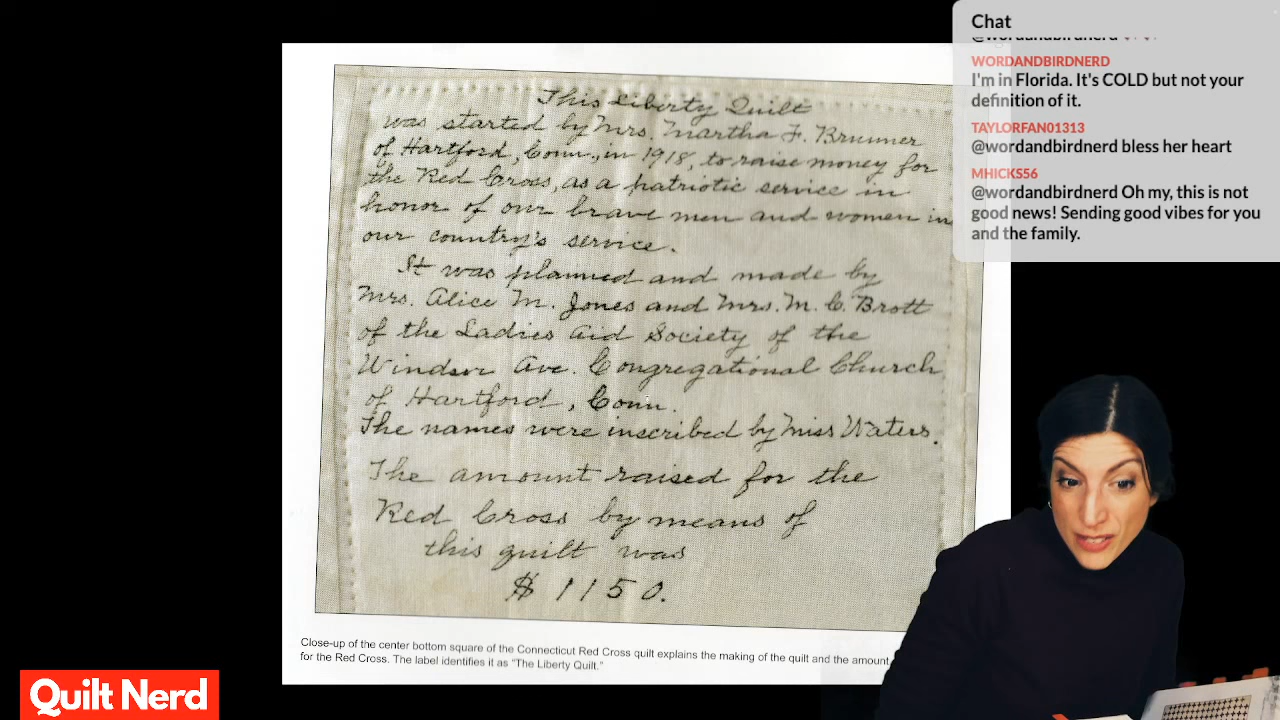 This Liberty Quilt
was started by Mrs. Martha F. Brunner
of Hartford, Conn., in 1918, to raise money for
the Red Cross as a patriotic service in
honor of our brave men and women in
our country's service.
It was planned and made by
Mrs. Alice M. Jones and Mrs. M. C. Brott
of the Ladies Aid Society of the
Windsor Ave. Congregational Church
of Hartford, Conn.
The names were inscribed by Miss Waters.
The amount raised for the
Red Cross by means of
this quilt was
$1150.
Close-up of the center bottom square of the Connecticut Red Cross quilt explains the making of the quilt and the amount
for the Red Cross. The label identifies it as "The Liberty Quilt."
Chat
@wordandbirdnerd
WORDANDBIRDNERD
I'm in Florida. It's COLD but not your
definition of it.
TAYLORFAN01313
@wordandbirdnerd bless her heart
MHICKS56
@wordandbirdnerd Oh my, this is not
good news! Sending good vibes for you
and the family.
Quilt Nerd